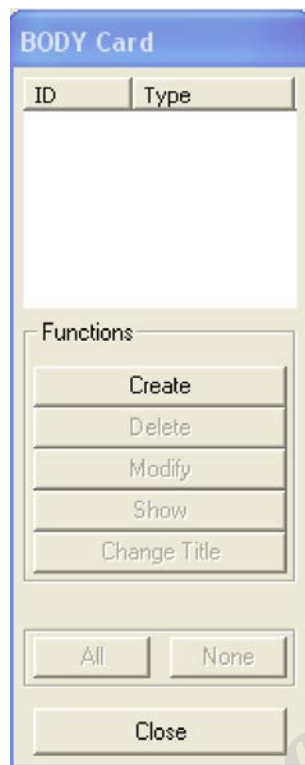 BODY Card
ID Type
Functions
Create
Delete
Modify
Show
Change Title
All None
Close